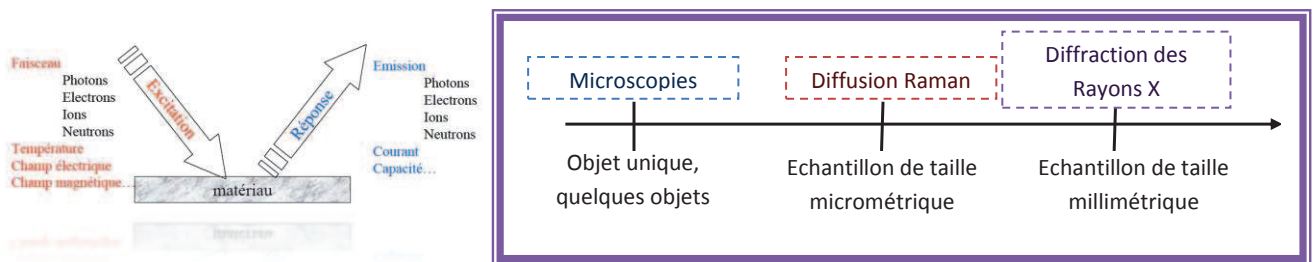 Faisceau
Photons
Electrons
Ions
Neutrons
Température
Champ électrique
Champ magnétique…
Excitation
Réponse
matériau
Emission
Photons
Electrons
Ions
Neutrons
Courant
Capacité…
Microscopies
Diffusion Raman
Diffraction des
Rayons X
Objet unique,
quelques objets
Echantillon de taille
micrométrique
Echantillon de taille
millimétrique